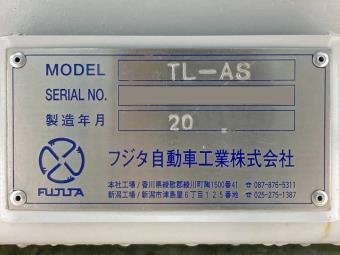 MODEL TL-AS
SERIAL NO.
製造年月 20 .
フジタ自動車工業株式会社
FUJITA
本社工場/香川県綾歌郡綾川町陶1500番41 ☎087-876-5311
新潟工場/新潟市津島屋6丁目125番地 ☎025-275-1387